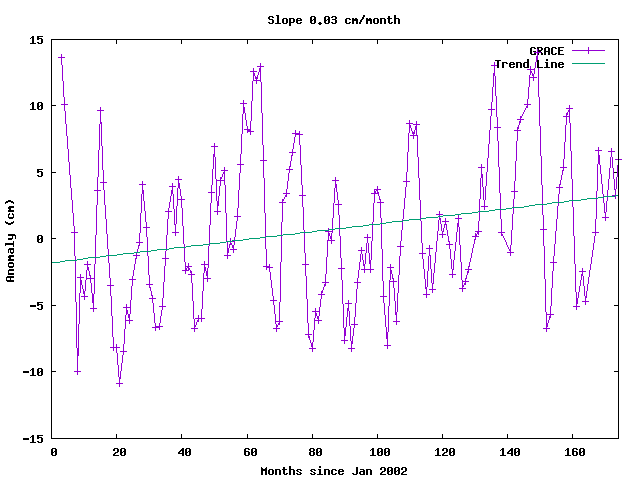 Slope 0.03 cm/month
15
GRACE
Trend Line
10
5
0
-5
-10
-15
Anomaly (cm)
0 20 40 60 80 100 120 140 160
Months since Jan 2002